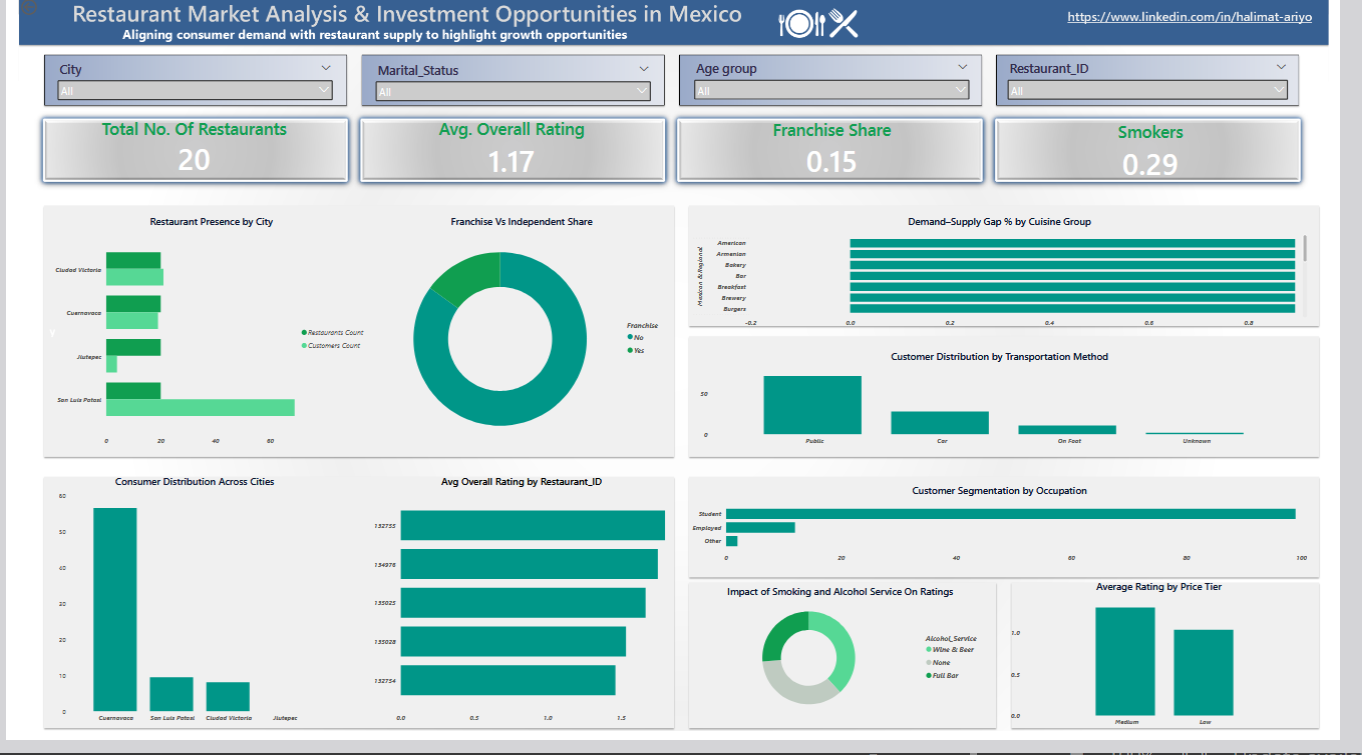 Restaurant Market Analysis & Investment Opportunities in Mexico
Aligning consumer demand with restaurant supply to highlight growth opportunities
https://www.linkedin.com/in/halimat-ariyo
City
All
Marital_Status
All
Age group
All
Restaurant_ID
All
Total No. Of Restaurants
20
Avg. Overall Rating
1.17
Franchise Share
0.15
Smokers
0.29
Restaurant Presence by City
Ciudad Victoria
Cuernavaca
Jiutepec
San Luis Potosi
0 20 40 60
Restaurants Count
Customers Count
Franchise Vs Independent Share
Franchise
No
Yes
Demand–Supply Gap % by Cuisine Group
Mexican & Regional
American
Armenian
Bakery
Bar
Breakfast
Brewery
Burgers
-0.2 0.0 0.2 0.4 0.6 0.8
Customer Distribution by Transportation Method
50
0
Public Car On Foot Unknown
Consumer Distribution Across Cities
60
50
40
20
20
10
0
Cuernavaca San Luis Potosi Ciudad Victoria Jiutepec
Avg Overall Rating by Restaurant_ID
132755
134976
135025
135028
132754
0.0 0.5 1.0 1.5
Customer Segmentation by Occupation
Student
Employed
Other
0 20 40 60 80 100
Impact of Smoking and Alcohol Service On Ratings
Alcohol_Service
Wine & Beer
None
Full Bar
Average Rating by Price Tier
1.0
0.5
0.0
Medium Low